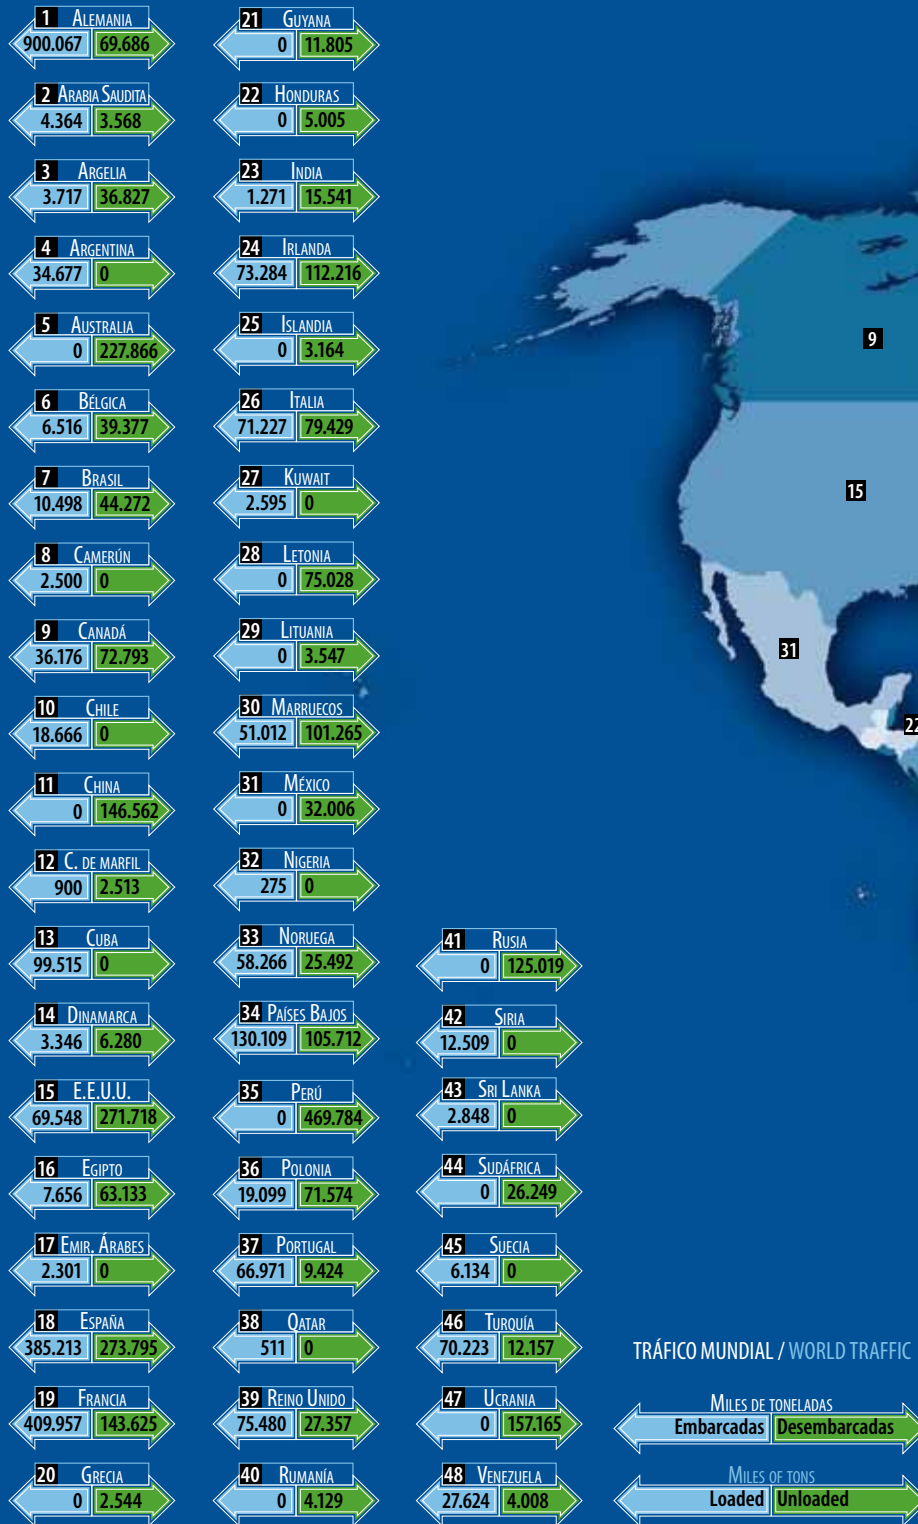 1 Alemania
900.067 69.686
2 Arabia Saudita
4.364 3.568
3 Argelia
3.717 36.827
4 Argentina
34.677 0
5 Australia
0 227.866
6 Bélgica
6.516 39.377
7 Brasil
10.498 44.272
8 Camerún
2.500 0
9 Canadá
36.176 72.793
10 Chile
18.666 0
11 China
0 146.562
12 C. de marfil
900 2.513
13 Cuba
99.515 0
14 Dinamarca
3.346 6.280
15 E.E.U.U.
69.548 271.718
16 Egipto
7.656 63.133
17 Emir. Árabes
2.301 0
18 España
385.213 273.795
19 Francia
409.957 143.625
20 Grecia
0 2.544
21 Guyana
0 11.805
22 Honduras
0 5.005
23 India
1.271 15.541
24 Irlanda
73.284 112.216
25 Islandia
0 3.164
26 Italia
71.227 79.429
27 Kuwait
2.595 0
28 Letonia
0 75.028
29 Lituania
0 3.547
30 Marruecos
51.012 101.265
31 México
0 32.006
32 Nigeria
275 0
33 Noruega
58.266 25.492
34 Países Bajos
130.109 105.712
35 Perú
0 469.784
36 Polonia
19.099 71.574
37 Portugal
66.971 9.424
38 Qatar
511 0
39 Reino Unido
75.480 27.357
40 Rumanía
0 4.129
41 Rusia
0 125.019
42 Siria
12.509 0
43 Sri Lanka
2.848 0
44 Sudáfrica
0 26.249
45 Suecia
6.134 0
46 Turquía
70.223 12.157
47 Ucrania
0 157.165
48 Venezuela
27.624 4.008
9
15
31
22
TRÁFICO MUNDIAL / WORLD TRAFFIC
Miles de toneladas
Embarcadas Desembarcadas
Miles of tons
Loaded Unloaded